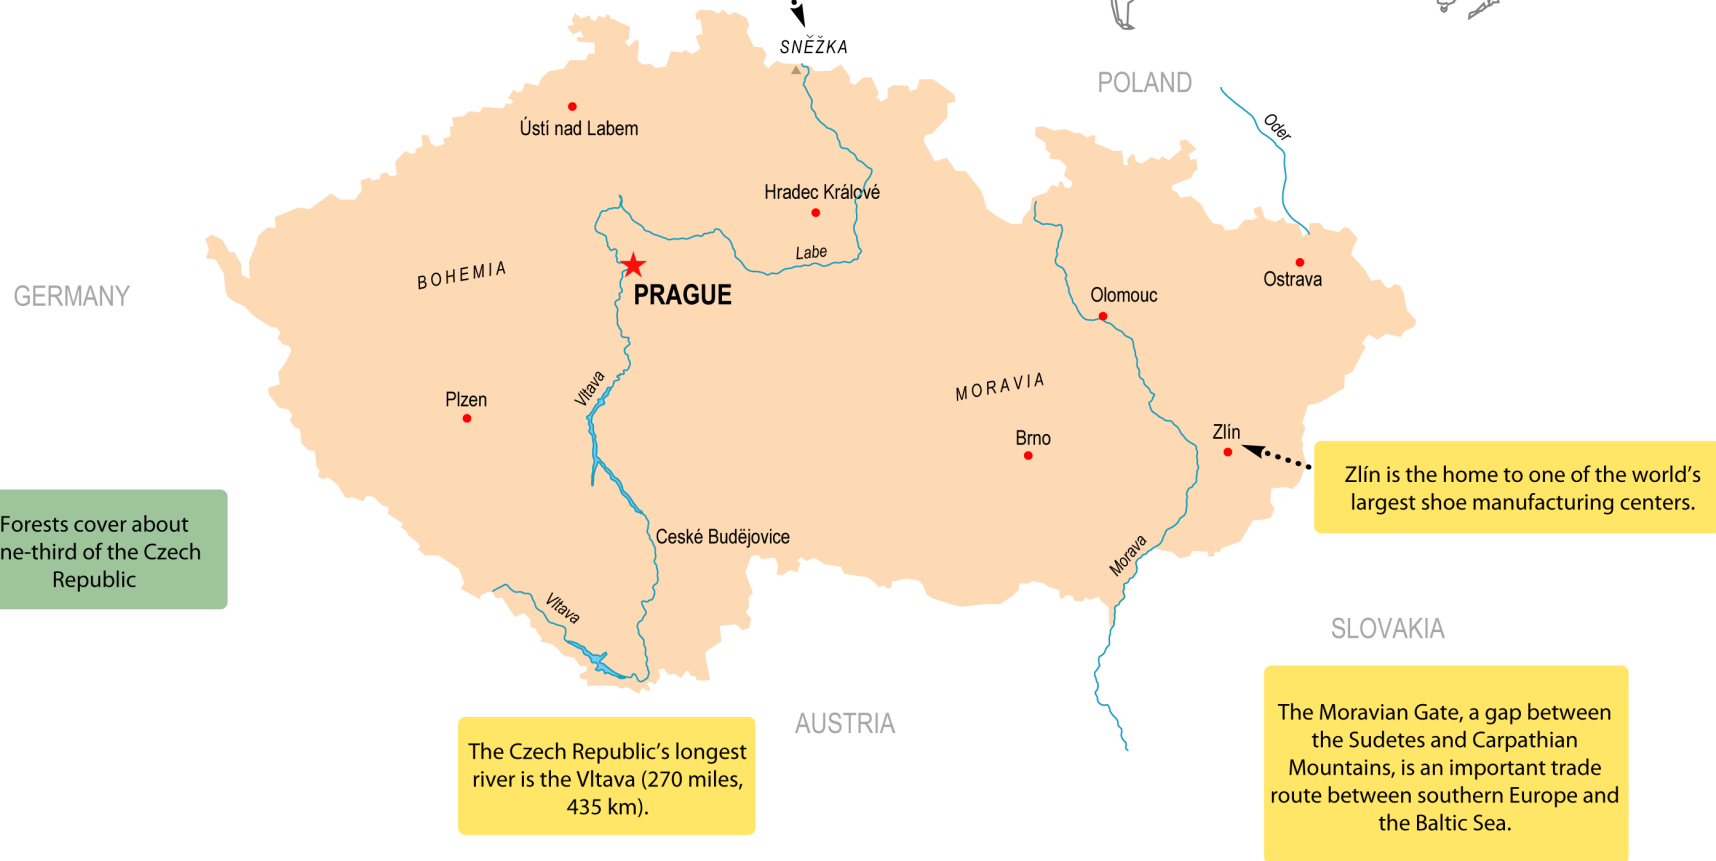 SNĚŽKA
POLAND
Oder
Ústí nad Labem
Hradec Králové
Labe
BOHEMIA
PRAGUE
GERMANY
Ostrava
Olomouc
MORAVIA
Vltava
Plzen
Brno
Zlín
Zlín is the home to one of the world’s
largest shoe manufacturing centers.
Forests cover about
ne-third of the Czech
Republic
Ceské Budëjovice
Morava
Vltava
SLOVAKIA
AUSTRIA
The Czech Republic’s longest
river is the Vltava (270 miles,
435 km).
The Moravian Gate, a gap between
the Sudetes and Carpathian
Mountains, is an important trade
route between southern Europe and
the Baltic Sea.